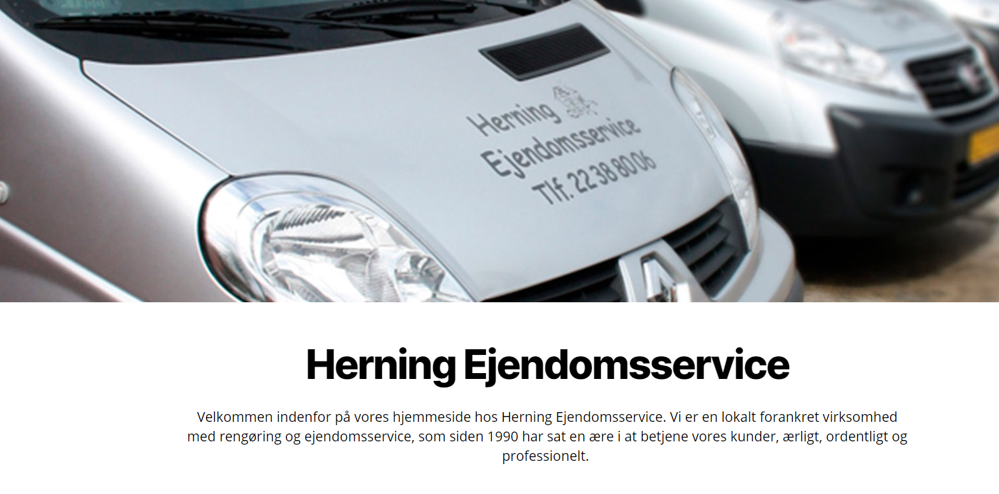 Herning
Ejendomsservice
Tlf. 22 38 80 06
Herning Ejendomsservice
Velkommen indenfor på vores hjemmeside hos Herning Ejendomsservice. Vi er en lokalt forankret virksomhed
med rengøring og ejendomsservice, som siden 1990 har sat en ære i at betjene vores kunder, ærligt, ordentligt og
professionelt.